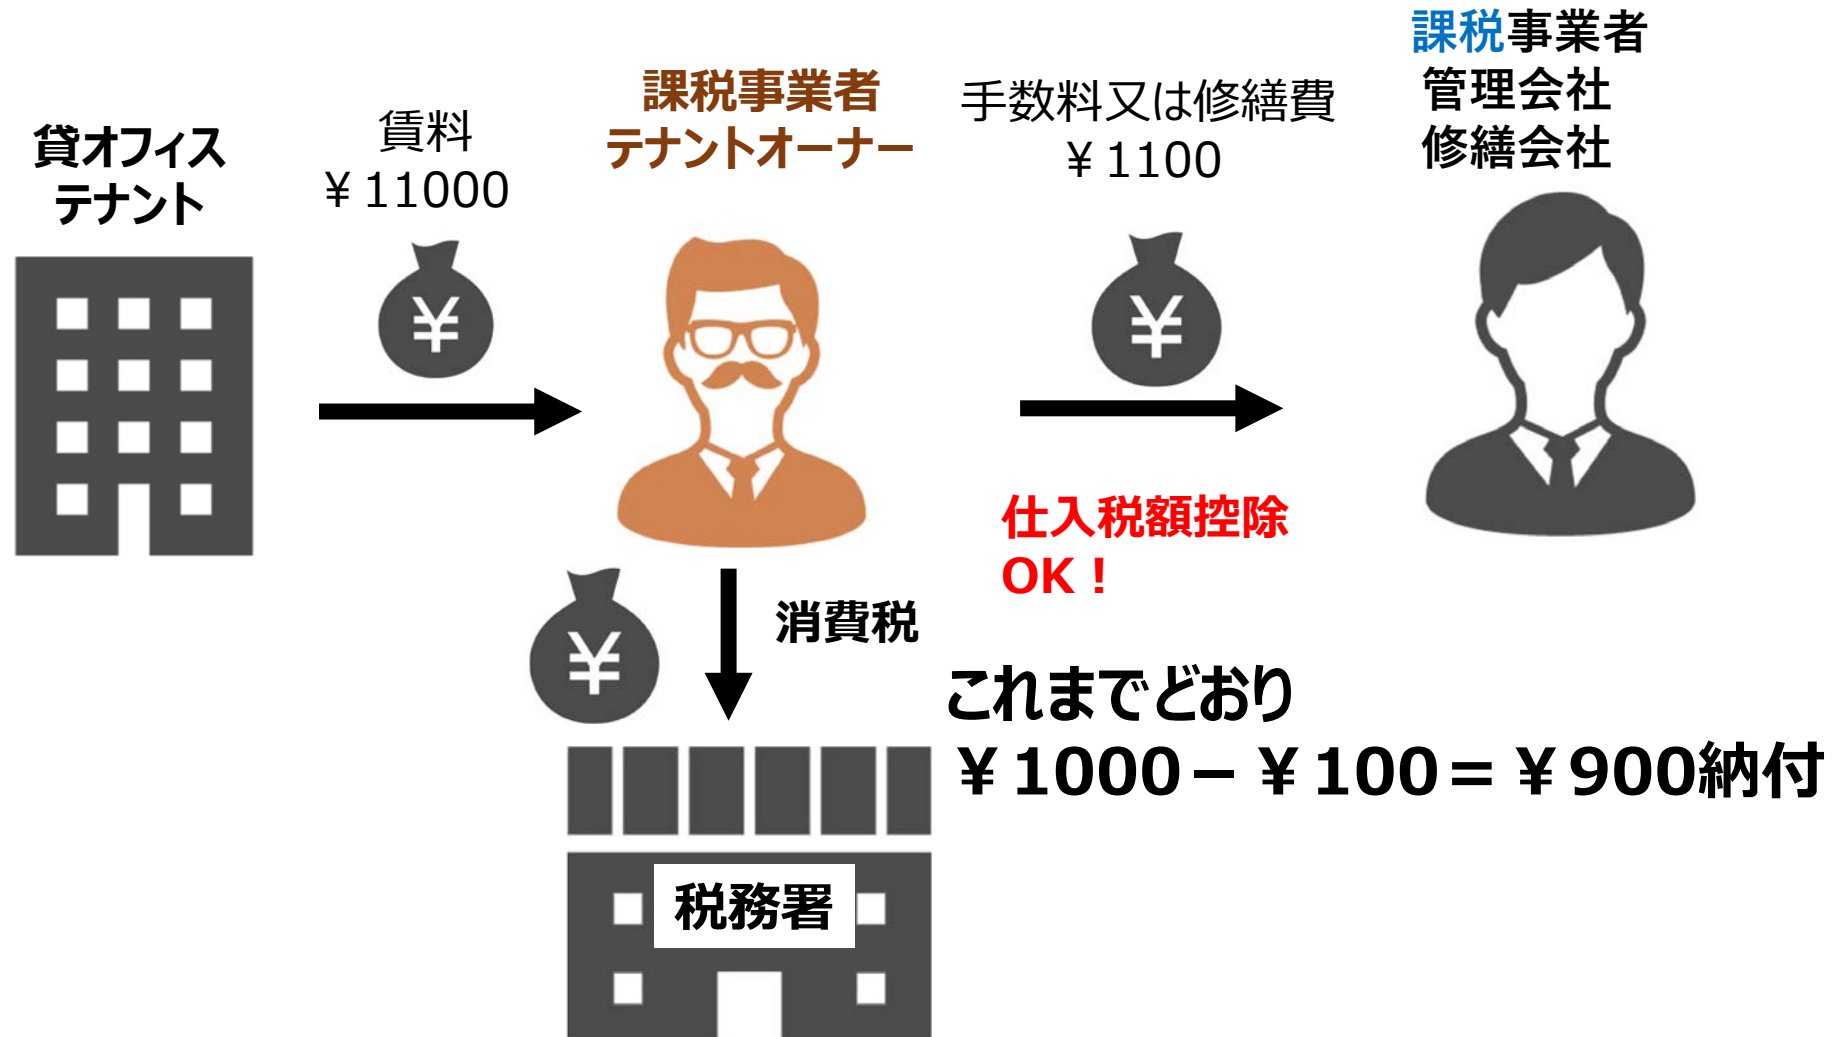 貸オフィス
テナント
賃料
￥11000
課税事業者
テナントオーナー
手数料又は修繕費
￥1100
課税事業者
管理会社
修繕会社
￥
￥
仕入税額控除
OK！
￥
消費税
これまでどおり
￥1000－￥100＝￥900納付
税務署